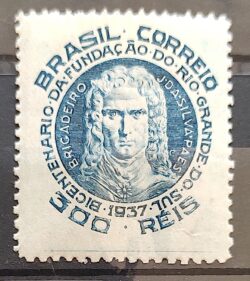 BRASIL CORREIO
BICENTENARIO·DA·FUNDAÇÃO·DO·RIO·GRANDE·DO·SUL·
BRIGADEIRO J·DA·SILVA·PAES
·1937·
300 RÉIS